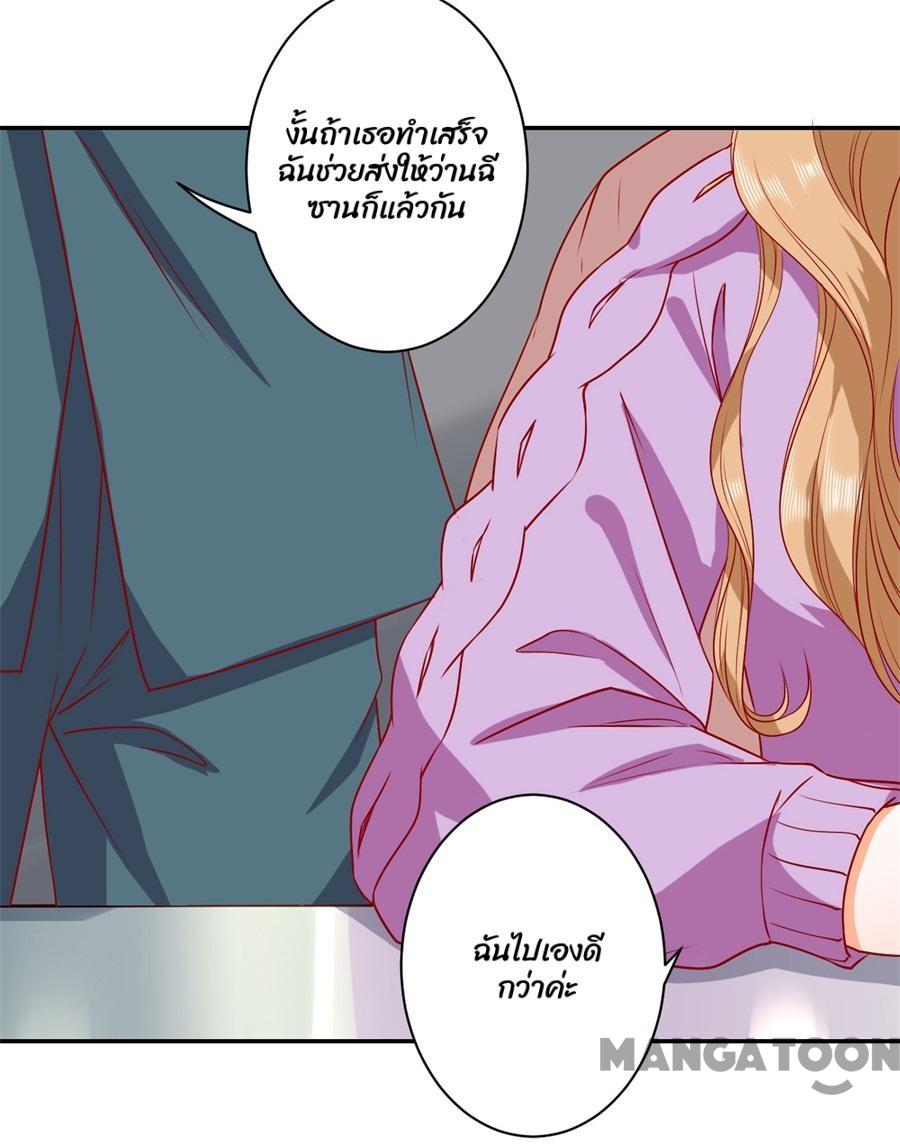 งั้นถ้าเธอทำเสร็จ
ฉันช่วยส่งให้ว่านฉี
ซานก็แล้วกัน
ฉันไปเองดี
กว่าค่ะ
MANGATOON